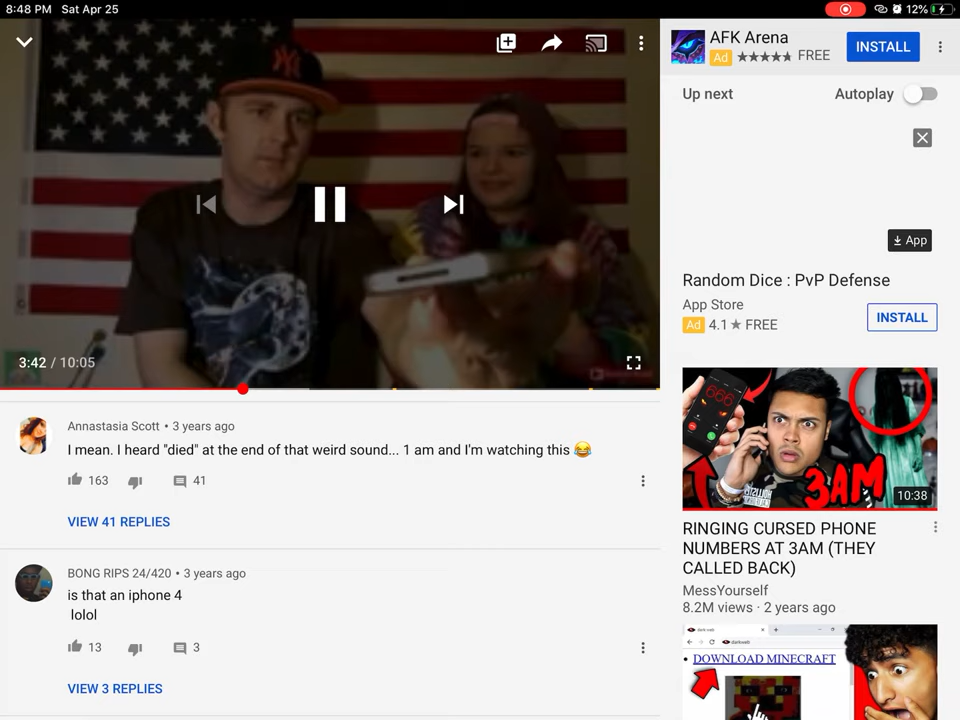 8:48 PM Sat Apr 25
12%
AFK Arena
Ad ★★★★★ FREE
INSTALL
Up next
Autoplay
App
Random Dice : PvP Defense
App Store
Ad 4.1 ★ FREE
INSTALL
3:42 / 10:05
Annastasia Scott • 3 years ago
I mean. I heard "died" at the end of that weird sound... 1 am and I'm watching this 😂
163
41
VIEW 41 REPLIES
BONG RIPS 24/420 • 3 years ago
is that an iphone 4
lolol
13
3
VIEW 3 REPLIES
666
3AM
10:38
RINGING CURSED PHONE
NUMBERS AT 3AM (THEY
CALLED BACK)
MessYourself
8.2M views · 2 years ago
dark web
darkweb
• DOWNLOAD MINECRAFT